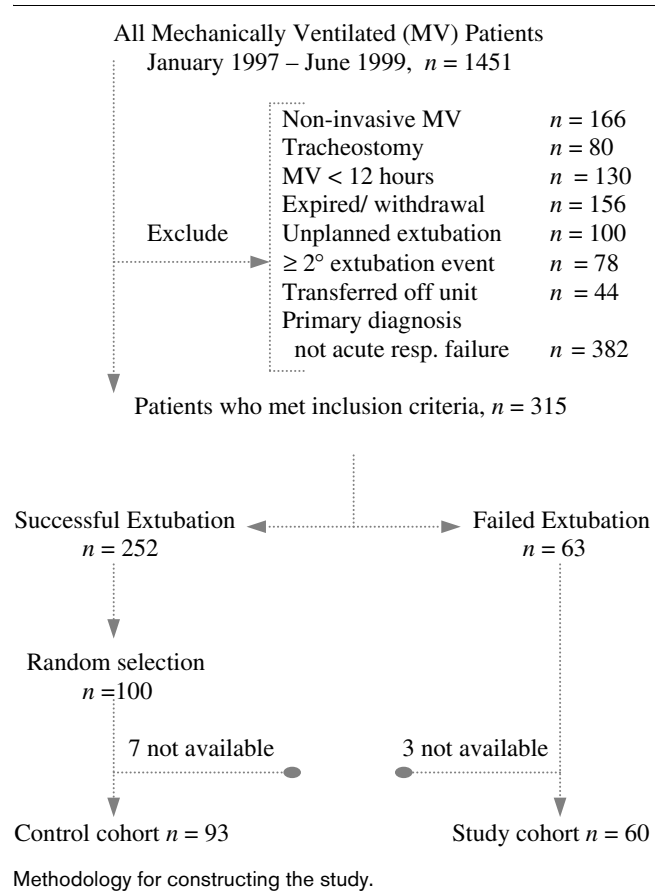 All Mechanically Ventilated (MV) Patients
January 1997 – June 1999, n = 1451
Non-invasive MV n = 166
Tracheostomy n = 80
MV < 12 hours n = 130
Expired/ withdrawal n = 156
Exclude Unplanned extubation n = 100
≥ 2° extubation event n = 78
Transferred off unit n = 44
Primary diagnosis
not acute resp. failure n = 382
Patients who met inclusion criteria, n = 315
Successful Extubation Failed Extubation
n = 252 n = 63
Random selection
n =100
7 not available 3 not available
Control cohort n = 93 Study cohort n = 60
Methodology for constructing the study.